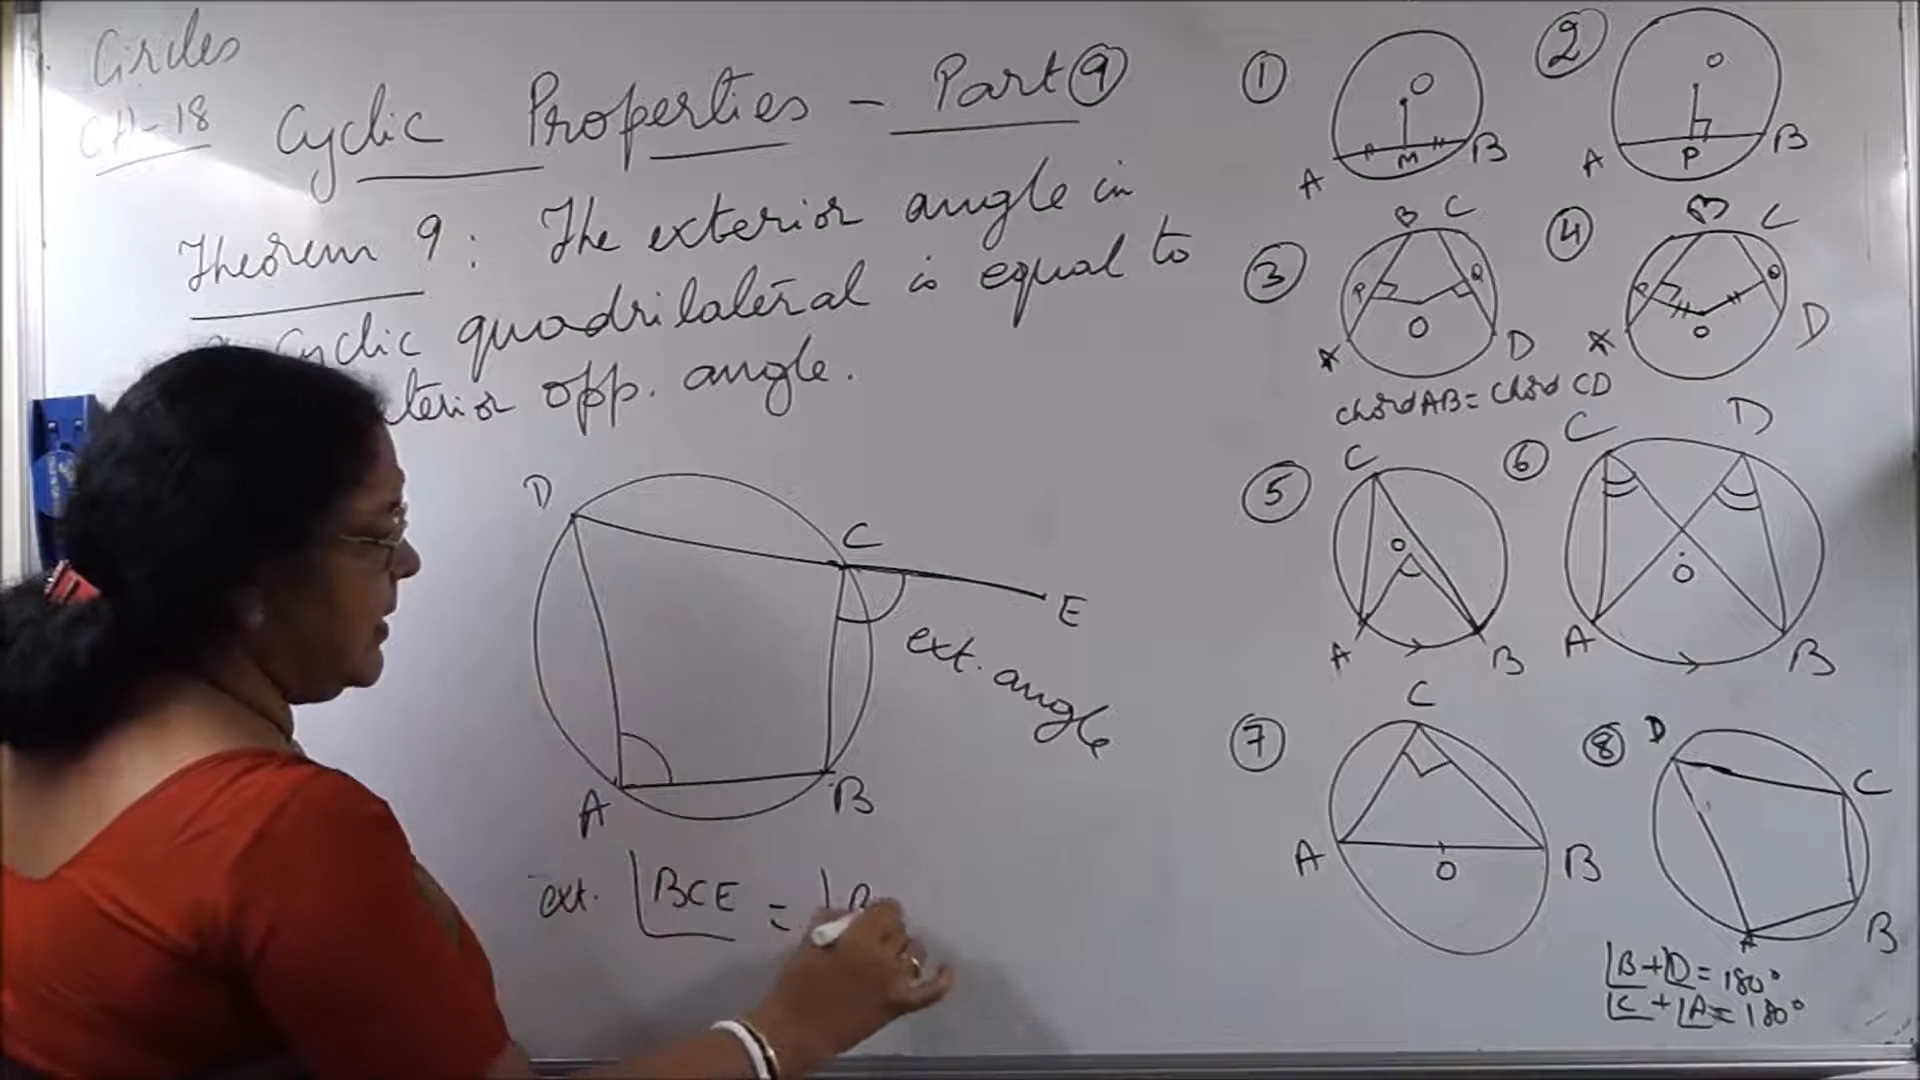 Circles
CH-18
Cyclic Properties - Part 9
Theorem 9: The exterior angle in
cyclic quadrilateral is equal to
terior opp. angle.
D
C
E
ext. angle
A
B
ext. ∠BCE = ∠B
1
O
A
M
B
2
O
A
P
B
3
B
C
P
Q
O
A
D
chord AB = chord CD
4
B
C
P
Q
O
A
D
5
C
O
A
B
6
C
D
O
A
B
7
C
A
O
B
8
D
C
A
B
∠B+∠D = 180°
∠C + ∠A = 180°